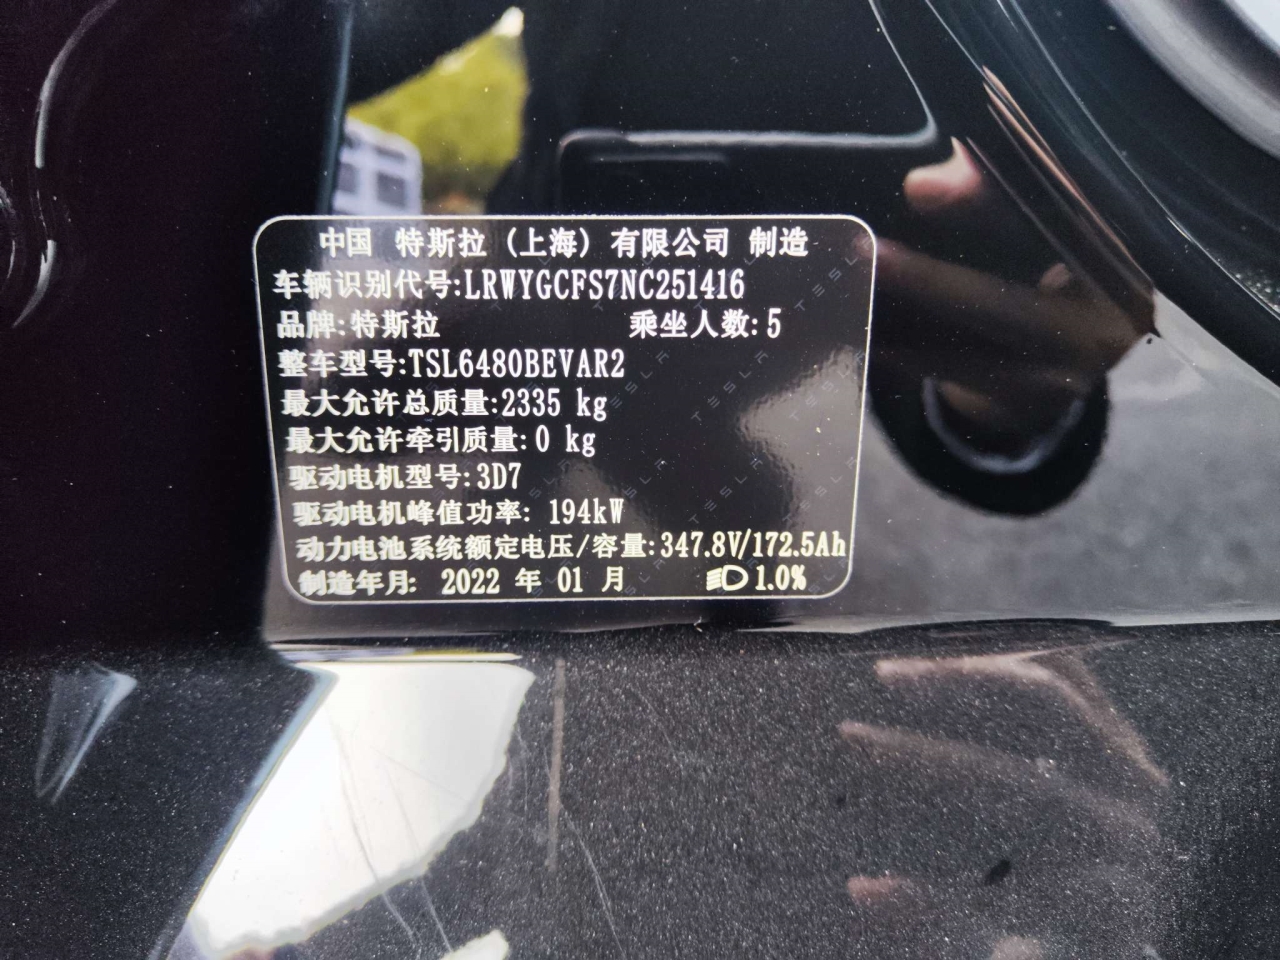 中国 特斯拉 (上海) 有限公司 制造
车辆识别代号:LRWYGCFS7NC251416
品牌:特斯拉 乘坐人数:5
整车型号:TSL6480BEVAR2
最大允许总质量:2335 kg
最大允许牵引质量:0 kg
驱动电机型号:3D7
驱动电机峰值功率: 194kW
动力电池系统额定电压/容量:347.8V/172.5Ah
制造年月: 2022 年 01 月 1.0%